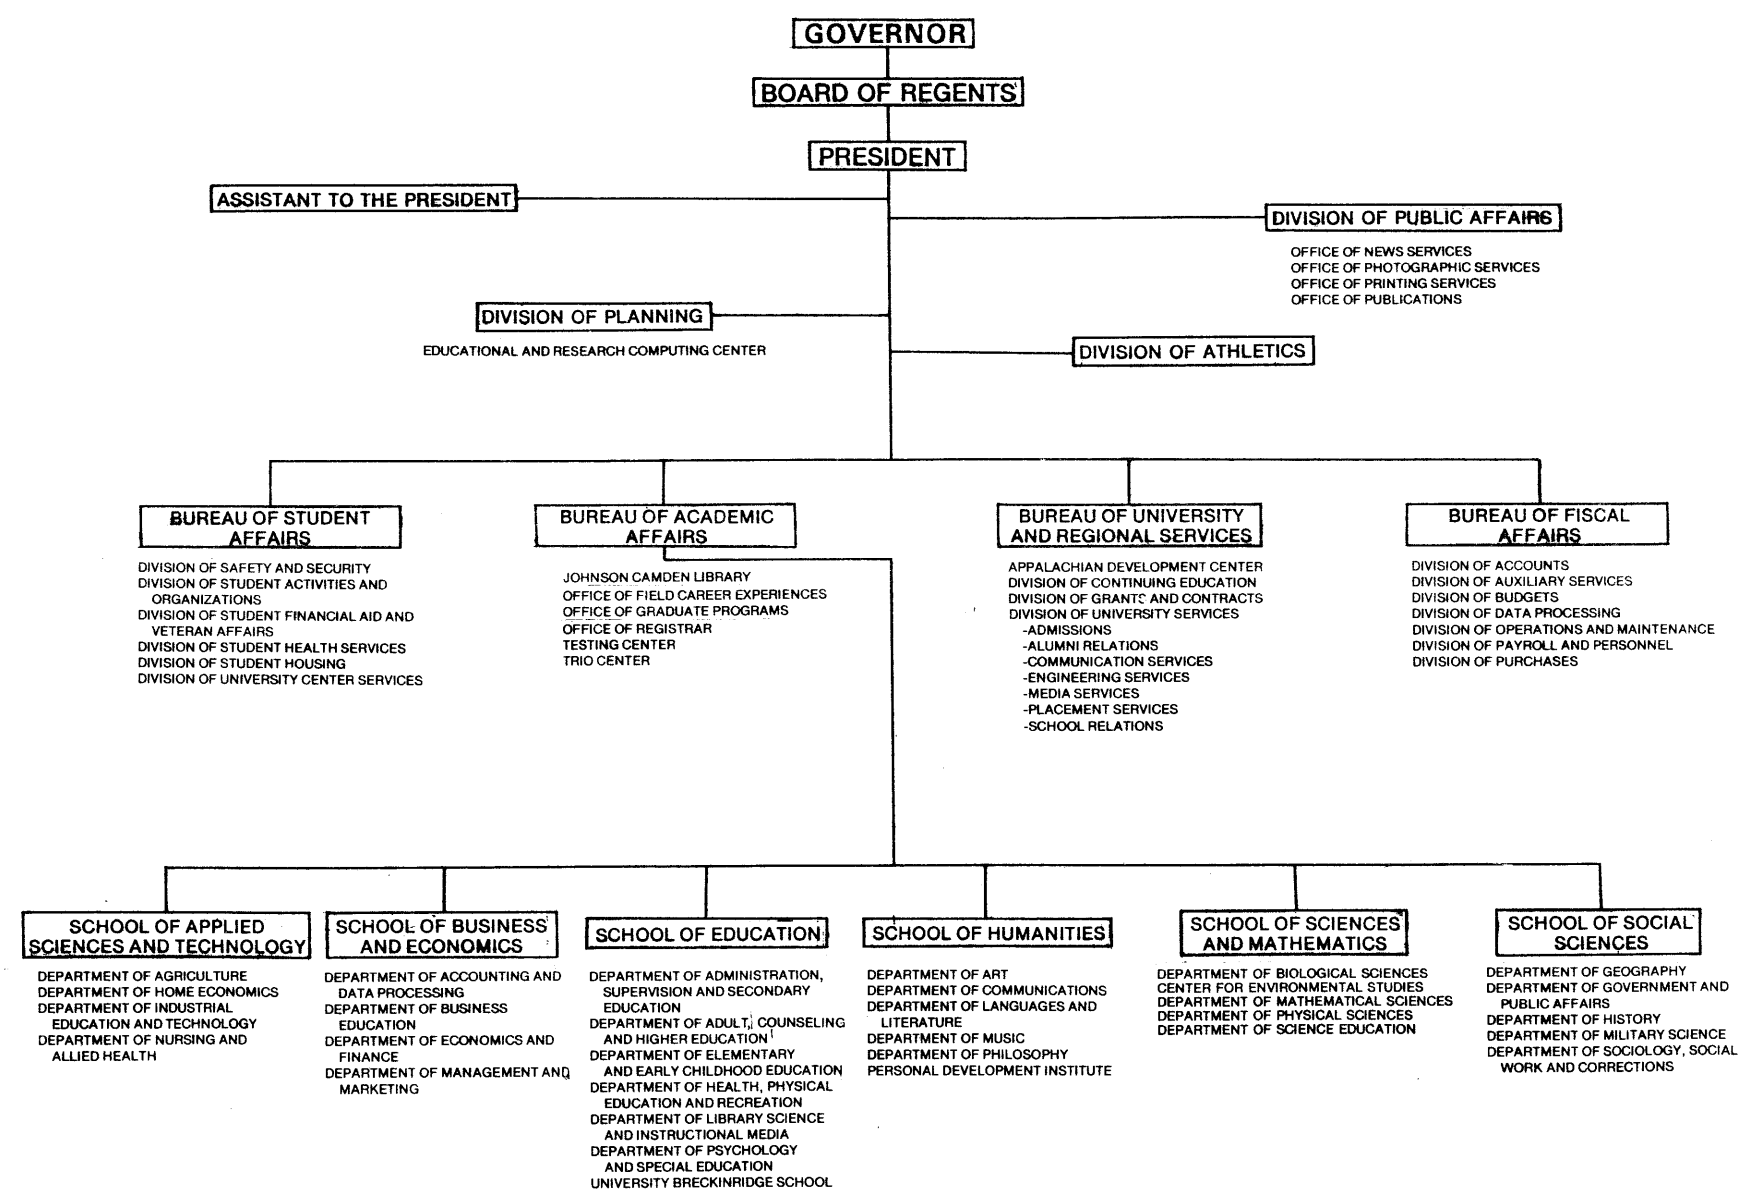 GOVERNOR
BOARD OF REGENTS
PRESIDENT
ASSISTANT TO THE PRESIDENT
DIVISION OF PUBLIC AFFAIRS
OFFICE OF NEWS SERVICES
OFFICE OF PHOTOGRAPHIC SERVICES
OFFICE OF PRINTING SERVICES
OFFICE OF PUBLICATIONS
DIVISION OF PLANNING
EDUCATIONAL AND RESEARCH COMPUTING CENTER
DIVISION OF ATHLETICS
BUREAU OF STUDENT
AFFAIRS
DIVISION OF SAFETY AND SECURITY
DIVISION OF STUDENT ACTIVITIES AND
ORGANIZATIONS
DIVISION OF STUDENT FINANCIAL AID AND
VETERAN AFFAIRS
DIVISION OF STUDENT HEALTH SERVICES
DIVISION OF STUDENT HOUSING
DIVISION OF UNIVERSITY CENTER SERVICES
BUREAU OF ACADEMIC
AFFAIRS
JOHNSON CAMDEN LIBRARY
OFFICE OF FIELD CAREER EXPERIENCES
OFFICE OF GRADUATE PROGRAMS
OFFICE OF REGISTRAR
TESTING CENTER
TRIO CENTER
BUREAU OF UNIVERSITY
AND REGIONAL SERVICES
APPALACHIAN DEVELOPMENT CENTER
DIVISION OF CONTINUING EDUCATION
DIVISION OF GRANTS AND CONTRACTS
DIVISION OF UNIVERSITY SERVICES
-ADMISSIONS
-ALUMNI RELATIONS
-COMMUNICATION SERVICES
-ENGINEERING SERVICES
-MEDIA SERVICES
-PLACEMENT SERVICES
-SCHOOL RELATIONS
BUREAU OF FISCAL
AFFAIRS
DIVISION OF ACCOUNTS
DIVISION OF AUXILIARY SERVICES
DIVISION OF BUDGETS
DIVISION OF DATA PROCESSING
DIVISION OF OPERATIONS AND MAINTENANCE
DIVISION OF PAYROLL AND PERSONNEL
DIVISION OF PURCHASES
SCHOOL OF APPLIED
SCIENCES AND TECHNOLOGY
DEPARTMENT OF AGRICULTURE
DEPARTMENT OF HOME ECONOMICS
DEPARTMENT OF INDUSTRIAL
EDUCATION AND TECHNOLOGY
DEPARTMENT OF NURSING AND
ALLIED HEALTH
SCHOOL OF BUSINESS
AND ECONOMICS
DEPARTMENT OF ACCOUNTING AND
DATA PROCESSING
DEPARTMENT OF BUSINESS
EDUCATION
DEPARTMENT OF ECONOMICS AND
FINANCE
DEPARTMENT OF MANAGEMENT AND
MARKETING
SCHOOL OF EDUCATION
DEPARTMENT OF ADMINISTRATION,
SUPERVISION AND SECONDARY
EDUCATION
DEPARTMENT OF ADULT, COUNSELING
AND HIGHER EDUCATION
DEPARTMENT OF ELEMENTARY
AND EARLY CHILDHOOD EDUCATION
DEPARTMENT OF HEALTH, PHYSICAL
EDUCATION AND RECREATION
DEPARTMENT OF LIBRARY SCIENCE
AND INSTRUCTIONAL MEDIA
DEPARTMENT OF PSYCHOLOGY
AND SPECIAL EDUCATION
UNIVERSITY BRECKINRIDGE SCHOOL
SCHOOL OF HUMANITIES
DEPARTMENT OF ART
DEPARTMENT OF COMMUNICATIONS
DEPARTMENT OF LANGUAGES AND
LITERATURE
DEPARTMENT OF MUSIC
DEPARTMENT OF PHILOSOPHY
PERSONAL DEVELOPMENT INSTITUTE
SCHOOL OF SCIENCES
AND MATHEMATICS
DEPARTMENT OF BIOLOGICAL SCIENCES
CENTER FOR ENVIRONMENTAL STUDIES
DEPARTMENT OF MATHEMATICAL SCIENCES
DEPARTMENT OF PHYSICAL SCIENCES
DEPARTMENT OF SCIENCE EDUCATION
SCHOOL OF SOCIAL
SCIENCES
DEPARTMENT OF GEOGRAPHY
DEPARTMENT OF GOVERNMENT AND
PUBLIC AFFAIRS
DEPARTMENT OF HISTORY
DEPARTMENT OF MILITARY SCIENCE
DEPARTMENT OF SOCIOLOGY, SOCIAL
WORK AND CORRECTIONS